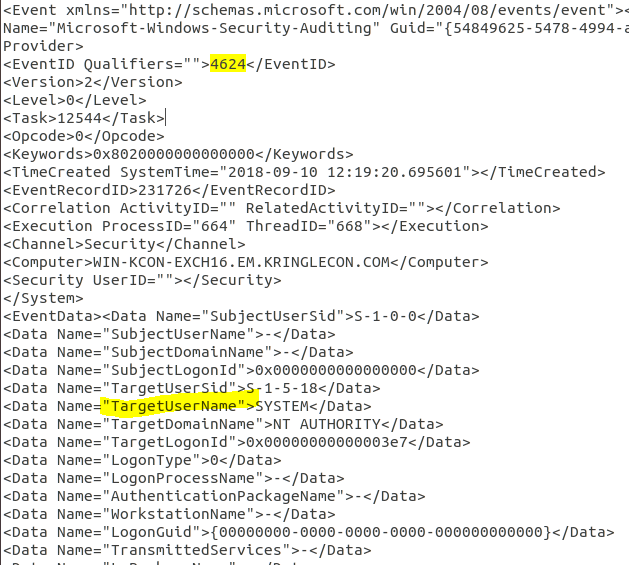 <Event xmlns="http://schemas.microsoft.com/win/2004/08/events/event"><
Name="Microsoft-Windows-Security-Auditing" Guid="{54849625-5478-4994-a
Provider>
<EventID Qualifiers="">4624</EventID>
<Version>2</Version>
<Level>0</Level>
<Task>12544</Task>
<Opcode>0</Opcode>
<Keywords>0x8020000000000000</Keywords>
<TimeCreated SystemTime="2018-09-10 12:19:20.695601"></TimeCreated>
<EventRecordID>231726</EventRecordID>
<Correlation ActivityID="" RelatedActivityID=""></Correlation>
<Execution ProcessID="664" ThreadID="668"></Execution>
<Channel>Security</Channel>
<Computer>WIN-KCON-EXCH16.EM.KRINGLECON.COM</Computer>
<Security UserID=""></Security>
</System>
<EventData><Data Name="SubjectUserSid">S-1-0-0</Data>
<Data Name="SubjectUserName">-</Data>
<Data Name="SubjectDomainName">-</Data>
<Data Name="SubjectLogonId">0x0000000000000000</Data>
<Data Name="TargetUserSid">S-1-5-18</Data>
<Data Name="TargetUserName">SYSTEM</Data>
<Data Name="TargetDomainName">NT AUTHORITY</Data>
<Data Name="TargetLogonId">0x00000000000003e7</Data>
<Data Name="LogonType">0</Data>
<Data Name="LogonProcessName">-</Data>
<Data Name="AuthenticationPackageName">-</Data>
<Data Name="WorkstationName">-</Data>
<Data Name="LogonGuid">{00000000-0000-0000-0000-000000000000}</Data>
<Data Name="TransmittedServices">-</Data>